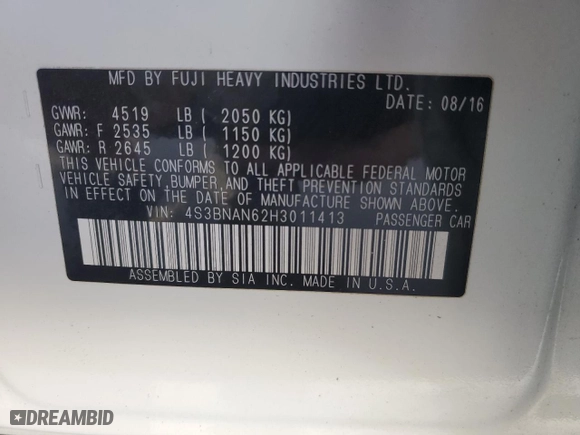 MFD BY FUJI HEAVY INDUSTRIES LTD.
DATE: 08/16
GVWR: 4519 LB ( 2050 KG)
GAWR: F 2535 LB ( 1150 KG)
GAWR: R 2645 LB ( 1200 KG)
THIS VEHICLE CONFORMS TO ALL APPLICABLE FEDERAL MOTOR
VEHICLE SAFETY,BUMPER,AND THEFT PREVENTION STANDARDS
IN EFFECT ON THE DATE OF MANUFACTURE SHOWN ABOVE.
VIN: 4S3BNAN62H3011413 PASSENGER CAR
ASSEMBLED BY SIA INC. MADE IN U.S.A.
DREAMBID